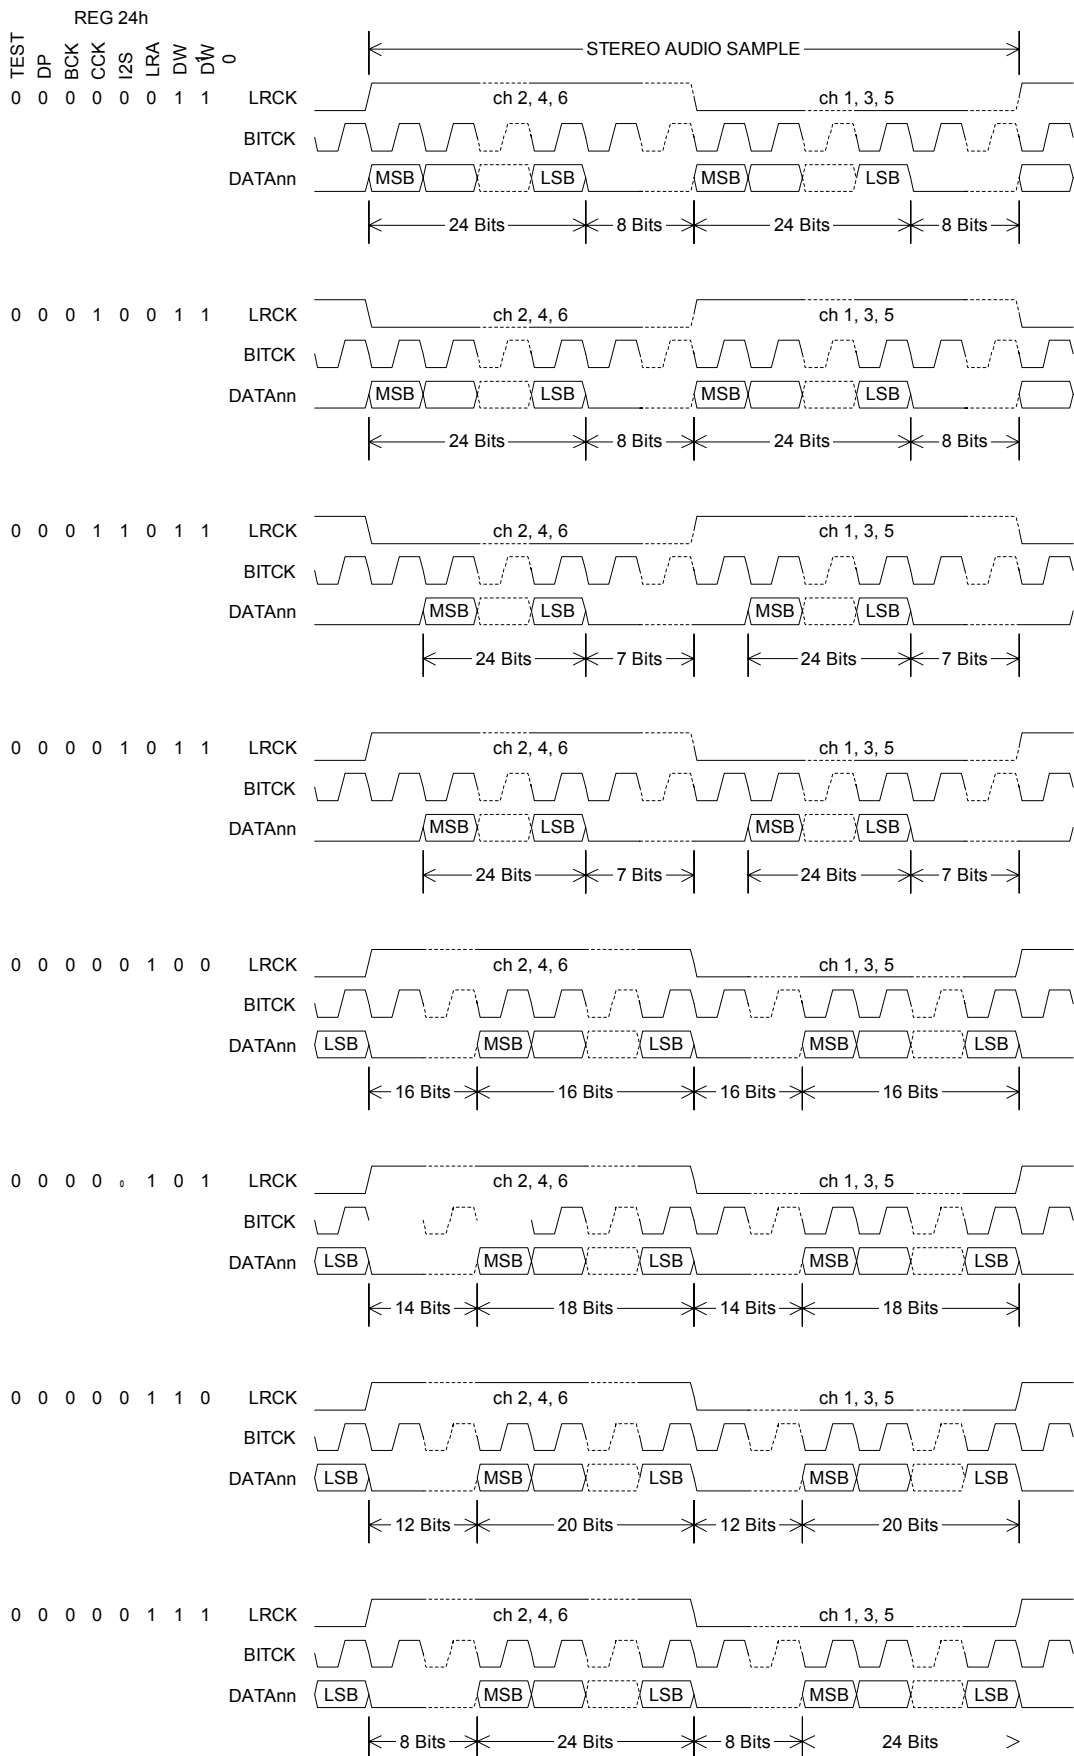 REG 24h
TEST DP BCK CCK I2S LRA DW1 DW0
STEREO AUDIO SAMPLE
0 0 0 0 0 0 1 1 LRCK ch 2, 4, 6 ch 1, 3, 5
BITCK
DATAnn MSB LSB MSB LSB
24 Bits 8 Bits 24 Bits 8 Bits
0 0 0 1 0 0 1 1 LRCK ch 2, 4, 6 ch 1, 3, 5
BITCK
DATAnn MSB LSB MSB LSB
24 Bits 8 Bits 24 Bits 8 Bits
0 0 0 1 1 0 1 1 LRCK ch 2, 4, 6 ch 1, 3, 5
BITCK
DATAnn MSB LSB MSB LSB
24 Bits 7 Bits 24 Bits 7 Bits
0 0 0 0 1 0 1 1 LRCK ch 2, 4, 6 ch 1, 3, 5
BITCK
DATAnn MSB LSB MSB LSB
24 Bits 7 Bits 24 Bits 7 Bits
0 0 0 0 0 1 0 0 LRCK ch 2, 4, 6 ch 1, 3, 5
BITCK
DATAnn LSB MSB LSB MSB LSB
16 Bits 16 Bits 16 Bits 16 Bits
0 0 0 0 0 1 0 1 LRCK ch 2, 4, 6 ch 1, 3, 5
BITCK
DATAnn LSB MSB LSB MSB LSB
14 Bits 18 Bits 14 Bits 18 Bits
0 0 0 0 0 1 1 0 LRCK ch 2, 4, 6 ch 1, 3, 5
BITCK
DATAnn LSB MSB LSB MSB LSB
12 Bits 20 Bits 12 Bits 20 Bits
0 0 0 0 0 1 1 1 LRCK ch 2, 4, 6 ch 1, 3, 5
BITCK
DATAnn LSB MSB LSB MSB LSB
8 Bits 24 Bits 8 Bits 24 Bits